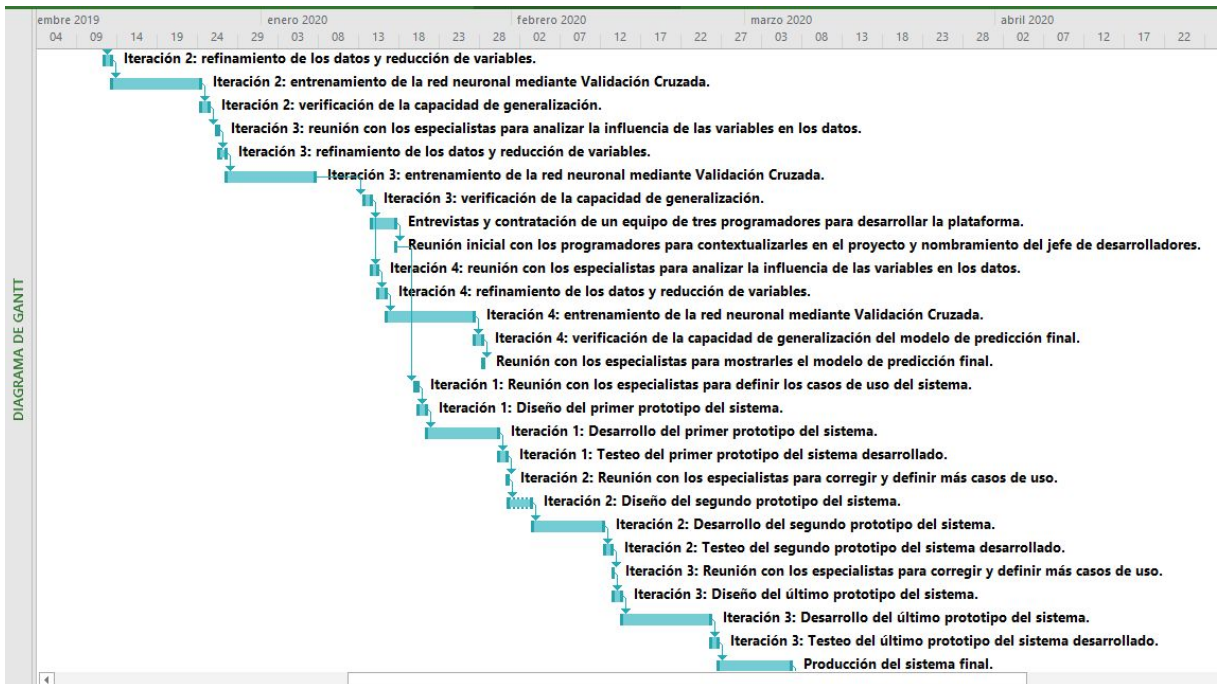 embre 2019 enero 2020 febrero 2020 marzo 2020 abril 2020
04 09 14 19 24 29 03 08 13 18 23 28 02 07 12 17 22 27 03 08 13 18 23 28 02 07 12 17 22
DIAGRAMA DE GANTT
Iteración 2: refinamiento de los datos y reducción de variables.
Iteración 2: entrenamiento de la red neuronal mediante Validación Cruzada.
Iteración 2: verificación de la capacidad de generalización.
Iteración 3: reunión con los especialistas para analizar la influencia de las variables en los datos.
Iteración 3: refinamiento de los datos y reducción de variables.
Iteración 3: entrenamiento de la red neuronal mediante Validación Cruzada.
Iteración 3: verificación de la capacidad de generalización.
Entrevistas y contratación de un equipo de tres programadores para desarrollar la plataforma.
Reunión inicial con los programadores para contextualizarles en el proyecto y nombramiento del jefe de desarrolladores.
Iteración 4: reunión con los especialistas para analizar la influencia de las variables en los datos.
Iteración 4: refinamiento de los datos y reducción de variables.
Iteración 4: entrenamiento de la red neuronal mediante Validación Cruzada.
Iteración 4: verificación de la capacidad de generalización del modelo de predicción final.
Reunión con los especialistas para mostrarles el modelo de predicción final.
Iteración 1: Reunión con los especialistas para definir los casos de uso del sistema.
Iteración 1: Diseño del primer prototipo del sistema.
Iteración 1: Desarrollo del primer prototipo del sistema.
Iteración 1: Testeo del primer prototipo del sistema desarrollado.
Iteración 2: Reunión con los especialistas para corregir y definir más casos de uso.
Iteración 2: Diseño del segundo prototipo del sistema.
Iteración 2: Desarrollo del segundo prototipo del sistema.
Iteración 2: Testeo del segundo prototipo del sistema desarrollado.
Iteración 3: Reunión con los especialistas para corregir y definir más casos de uso.
Iteración 3: Diseño del último prototipo del sistema.
Iteración 3: Desarrollo del último prototipo del sistema.
Iteración 3: Testeo del último prototipo del sistema desarrollado.
Producción del sistema final.